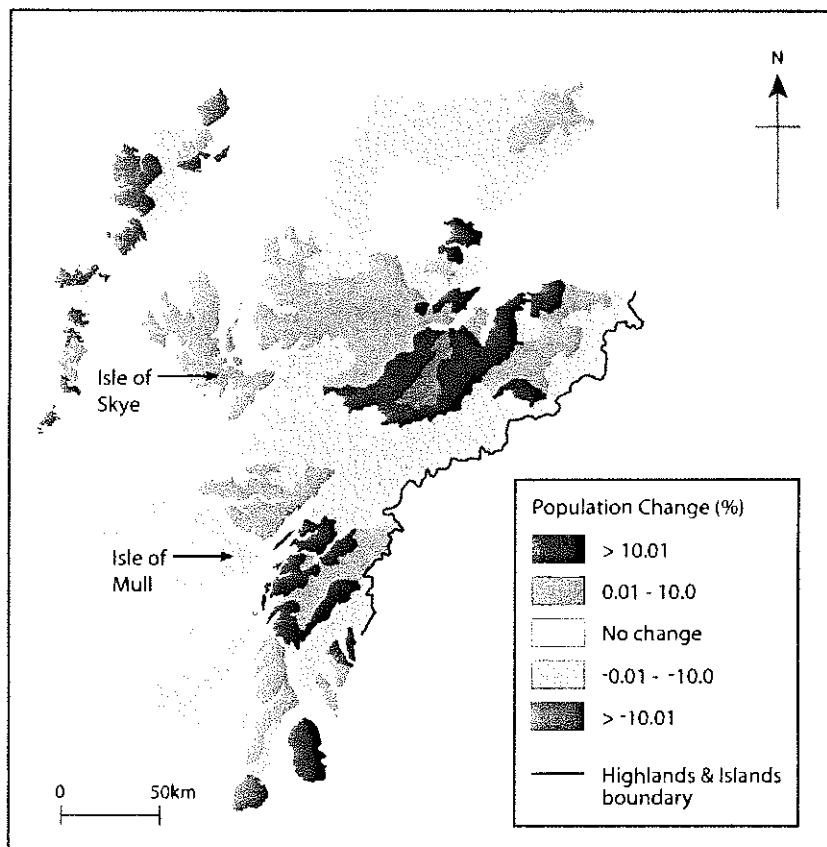 N
Isle of
Skye
Isle of
Mull
Population Change (%)
> 10.01
0.01 - 10.0
No change
-0.01 - -10.0
> -10.01
Highlands & Islands
boundary
0 50km